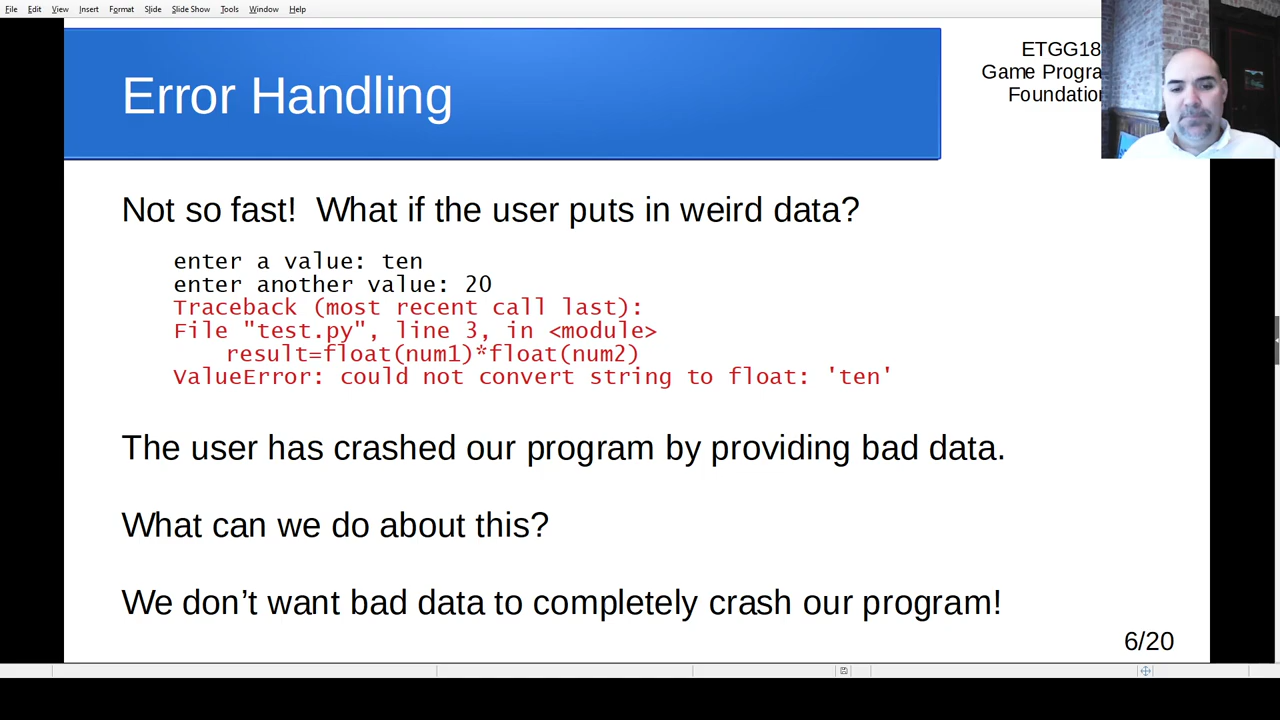 File Edit View Insert Format Slide Slide Show Tools Window Help
Error Handling
ETGG18
Game Progra
Foundation
Not so fast!  What if the user puts in weird data?
enter a value: ten
enter another value: 20
Traceback (most recent call last):
File "test.py", line 3, in <module>
result=float(num1)*float(num2)
ValueError: could not convert string to float: 'ten'
The user has crashed our program by providing bad data.
What can we do about this?
We don’t want bad data to completely crash our program!
6/20